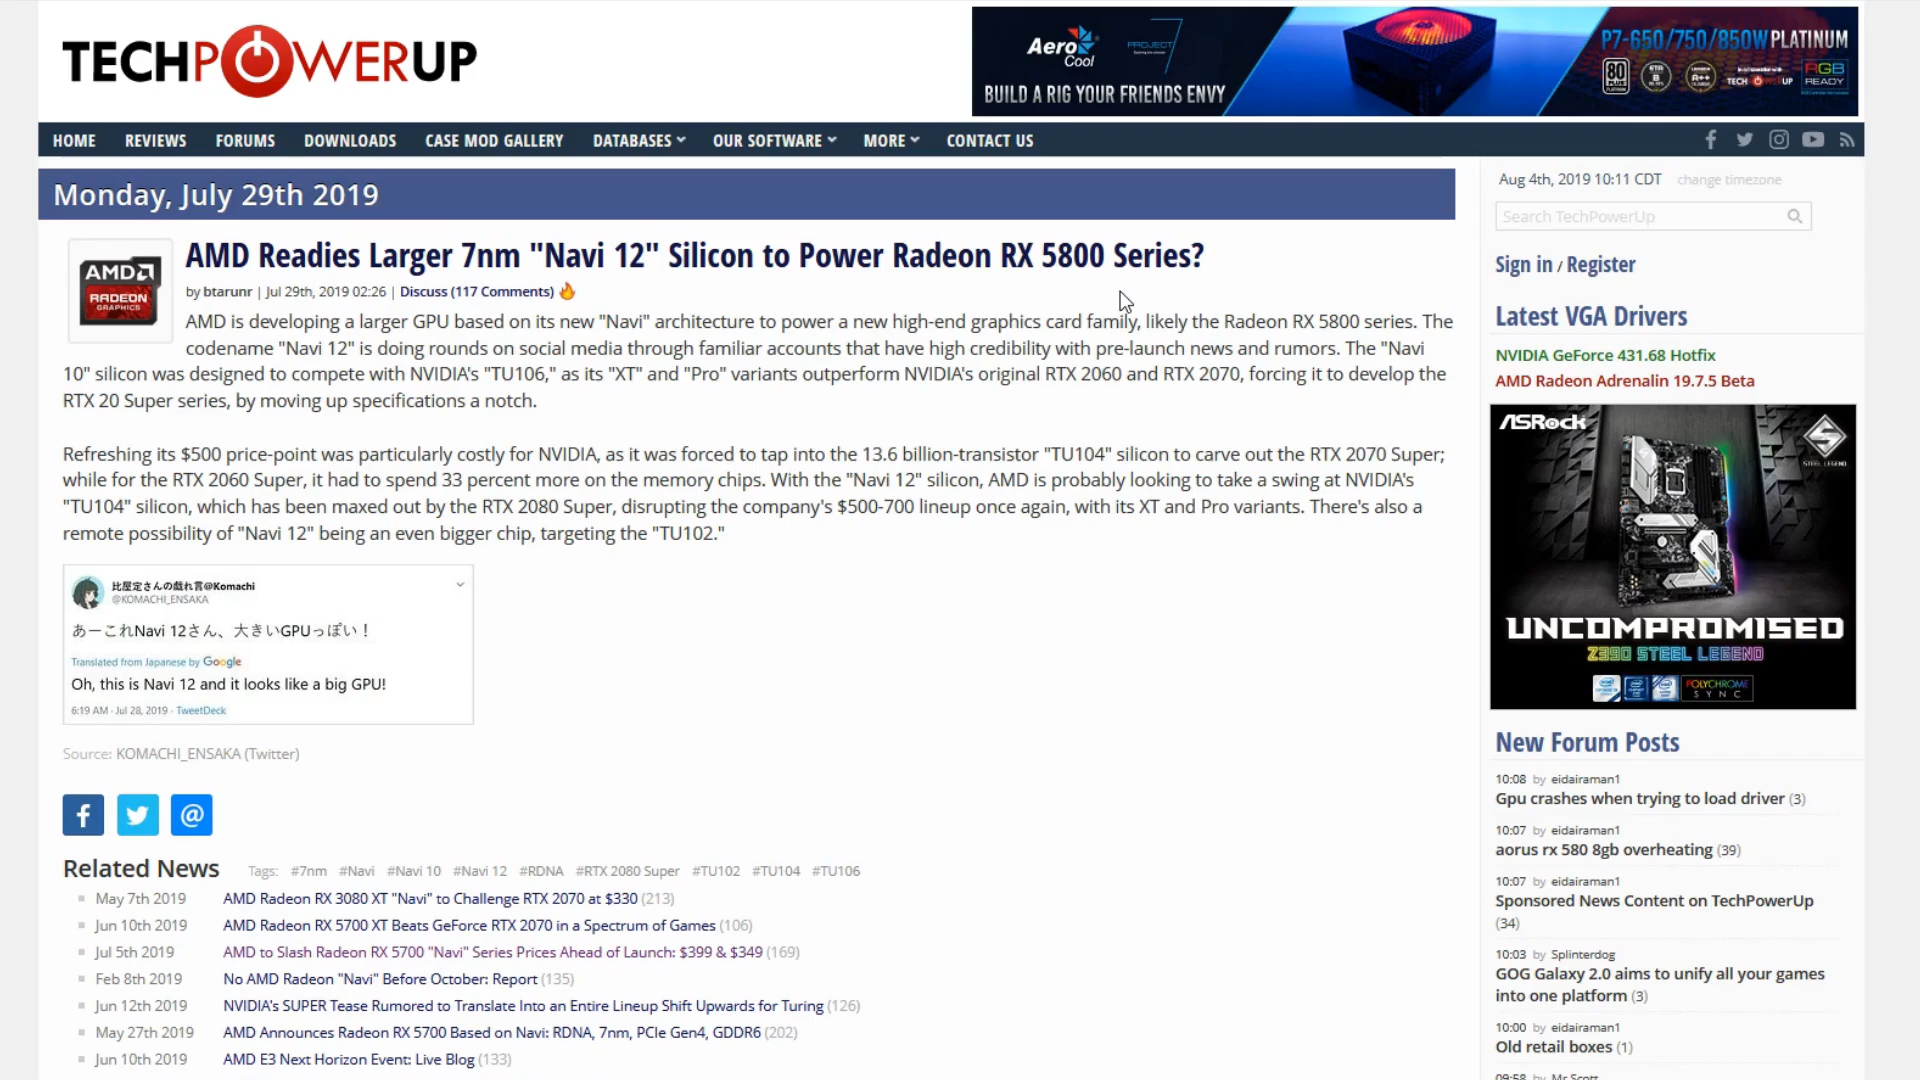 TECHPOWERUP
Aero Cool
PROJECT 7
BUILD A RIG YOUR FRIENDS ENVY
P7-650/750/850W PLATINUM
80
TECHPOWERUP
RGB READY
HOME REVIEWS FORUMS DOWNLOADS CASE MOD GALLERY DATABASES OUR SOFTWARE MORE CONTACT US
Monday, July 29th 2019
AMD RADEON GRAPHICS
AMD Readies Larger 7nm "Navi 12" Silicon to Power Radeon RX 5800 Series?
by btarunr | Jul 29th, 2019 02:26 | Discuss (117 Comments)
AMD is developing a larger GPU based on its new "Navi" architecture to power a new high-end graphics card family, likely the Radeon RX 5800 series. The
codename "Navi 12" is doing rounds on social media through familiar accounts that have high credibility with pre-launch news and rumors. The "Navi
10" silicon was designed to compete with NVIDIA's "TU106," as its "XT" and "Pro" variants outperform NVIDIA's original RTX 2060 and RTX 2070, forcing it to develop the
RTX 20 Super series, by moving up specifications a notch.
Refreshing its $500 price-point was particularly costly for NVIDIA, as it was forced to tap into the 13.6 billion-transistor "TU104" silicon to carve out the RTX 2070 Super;
while for the RTX 2060 Super, it had to spend 33 percent more on the memory chips. With the "Navi 12" silicon, AMD is probably looking to take a swing at NVIDIA's
"TU104" silicon, which has been maxed out by the RTX 2080 Super, disrupting the company's $500-700 lineup once again, with its XT and Pro variants. There's also a
remote possibility of "Navi 12" being an even bigger chip, targeting the "TU102."
比屋定さんの戯れ言@Komachi
@KOMACHI_ENSAKA
あーこれNavi 12さん、大きいGPUっぽい！
Translated from Japanese by Google
Oh, this is Navi 12 and it looks like a big GPU!
6:19 AM - Jul 28, 2019 - TweetDeck
Source: KOMACHI_ENSAKA (Twitter)
Related News Tags: #7nm #Navi #Navi 10 #Navi 12 #RDNA #RTX 2080 Super #TU102 #TU104 #TU106
May 7th 2019 AMD Radeon RX 3080 XT "Navi" to Challenge RTX 2070 at $330 (213)
Jun 10th 2019 AMD Radeon RX 5700 XT Beats GeForce RTX 2070 in a Spectrum of Games (106)
Jul 5th 2019 AMD to Slash Radeon RX 5700 "Navi" Series Prices Ahead of Launch: $399 & $349 (169)
Feb 8th 2019 No AMD Radeon "Navi" Before October: Report (135)
Jun 12th 2019 NVIDIA's SUPER Tease Rumored to Translate Into an Entire Lineup Shift Upwards for Turing (126)
May 27th 2019 AMD Announces Radeon RX 5700 Based on Navi: RDNA, 7nm, PCIe Gen4, GDDR6 (202)
Jun 10th 2019 AMD E3 Next Horizon Event: Live Blog (133)
Aug 4th, 2019 10:11 CDT change timezone
Search TechPowerUp
Sign in / Register
Latest VGA Drivers
NVIDIA GeForce 431.68 Hotfix
AMD Radeon Adrenalin 19.7.5 Beta
ASRock
STEEL LEGEND
UNCOMPROMISED
Z390 STEEL LEGEND
POLYCHROME SYNC
New Forum Posts
10:08 by eidairaman1
Gpu crashes when trying to load driver (3)
10:07 by eidairaman1
aorus rx 580 8gb overheating (39)
10:07 by eidairaman1
Sponsored News Content on TechPowerUp
(34)
10:03 by Splinterdog
GOG Galaxy 2.0 aims to unify all your games
into one platform (3)
10:00 by eidairaman1
Old retail boxes (1)
09:58 by Mr.Scott